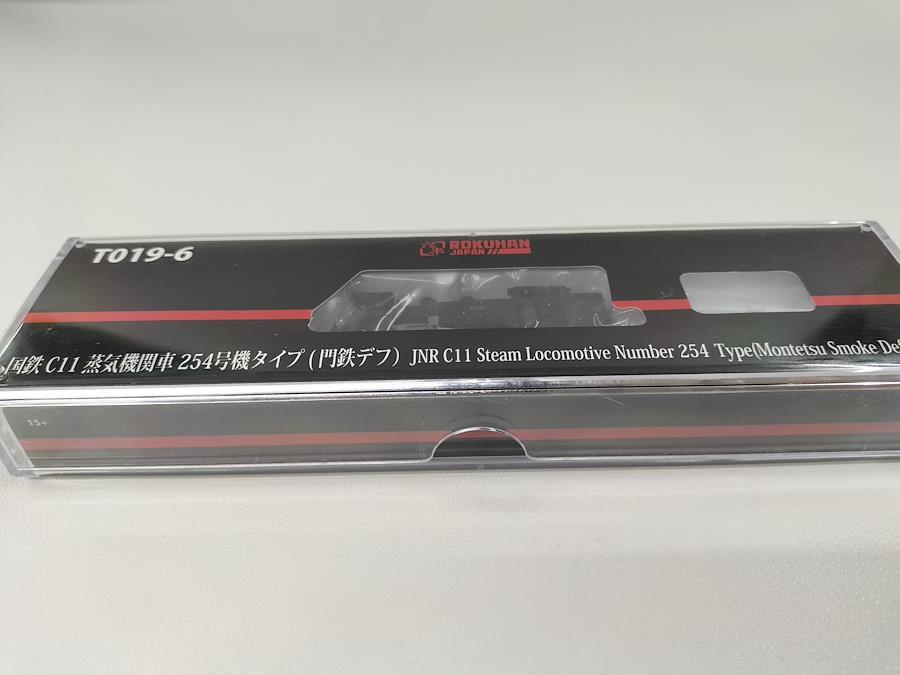 T019-6
ROKUHAN
JAPAN
国鉄 C11 蒸気機関車 254号機タイプ (門鉄デフ) JNR C11 Steam Locomotive Number 254 Type(Montetsu Smoke De
15+